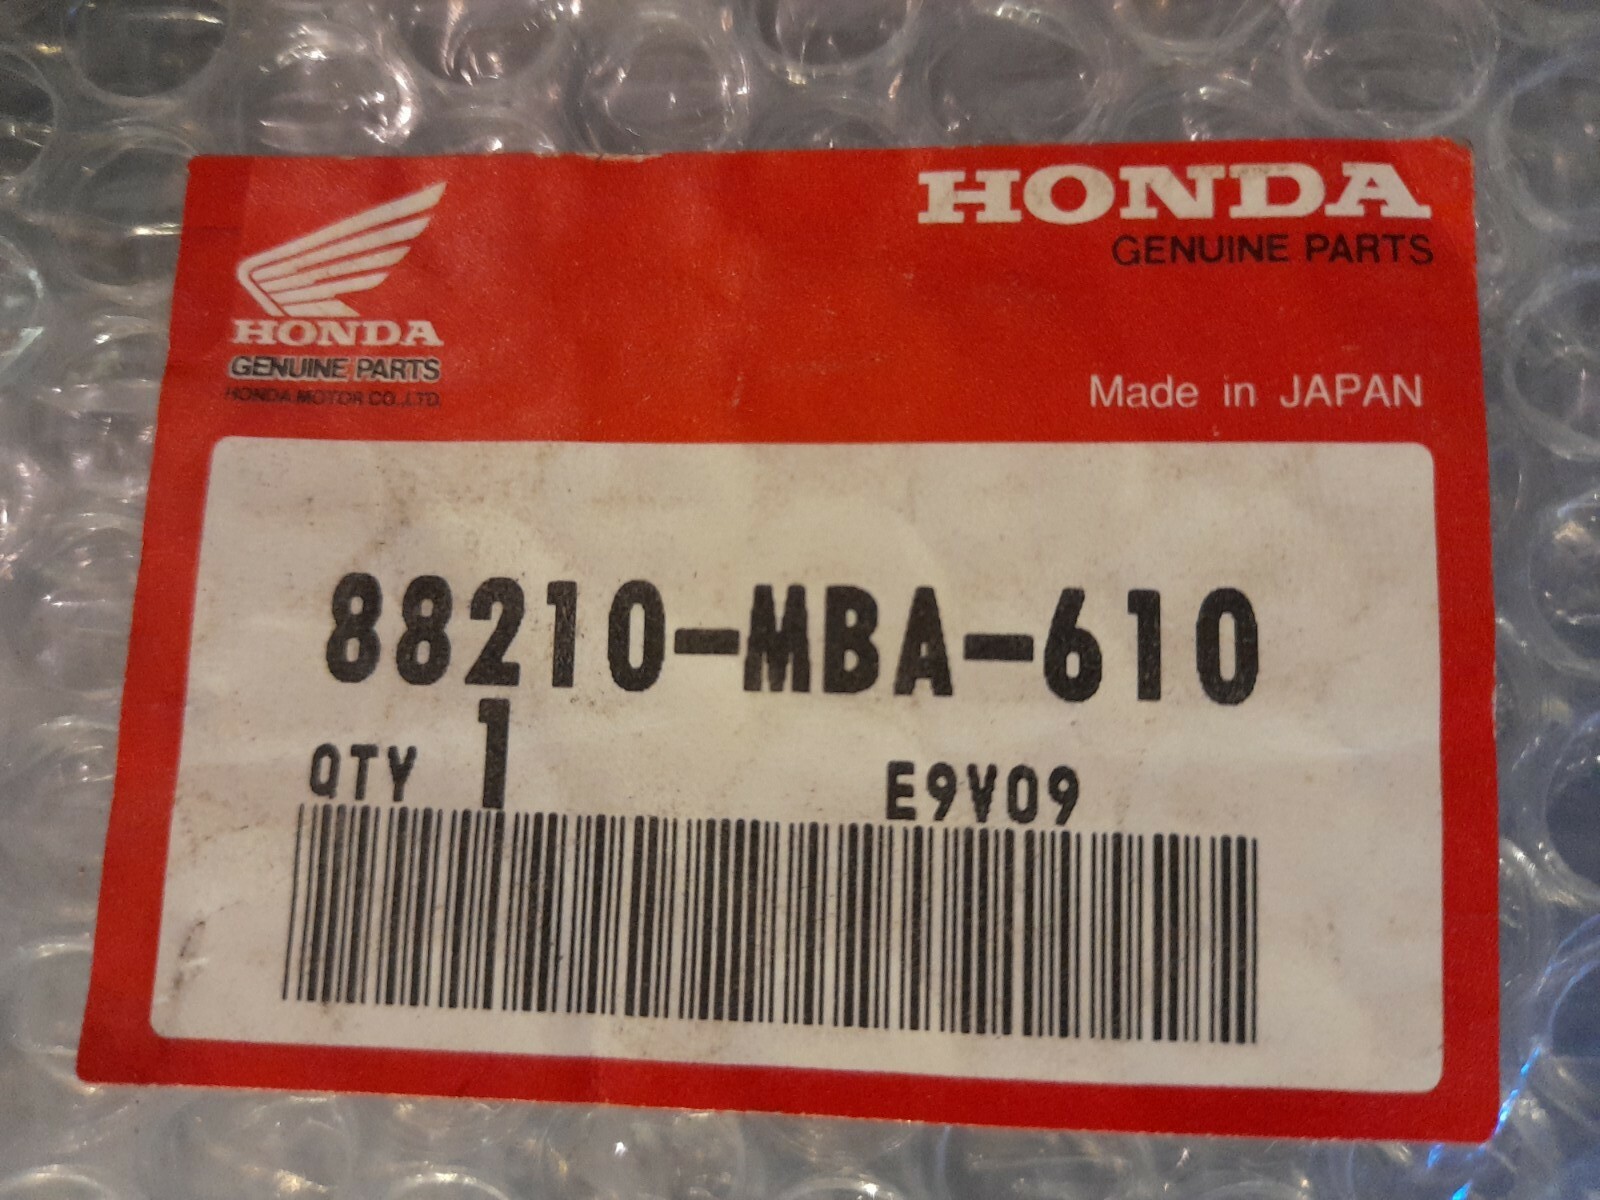 HONDA
GENUINE PARTS
HONDA
GENUINE PARTS
HONDA MOTOR CO.,LTD.
Made in JAPAN
88210-MBA-610
QTY 1 E9V09